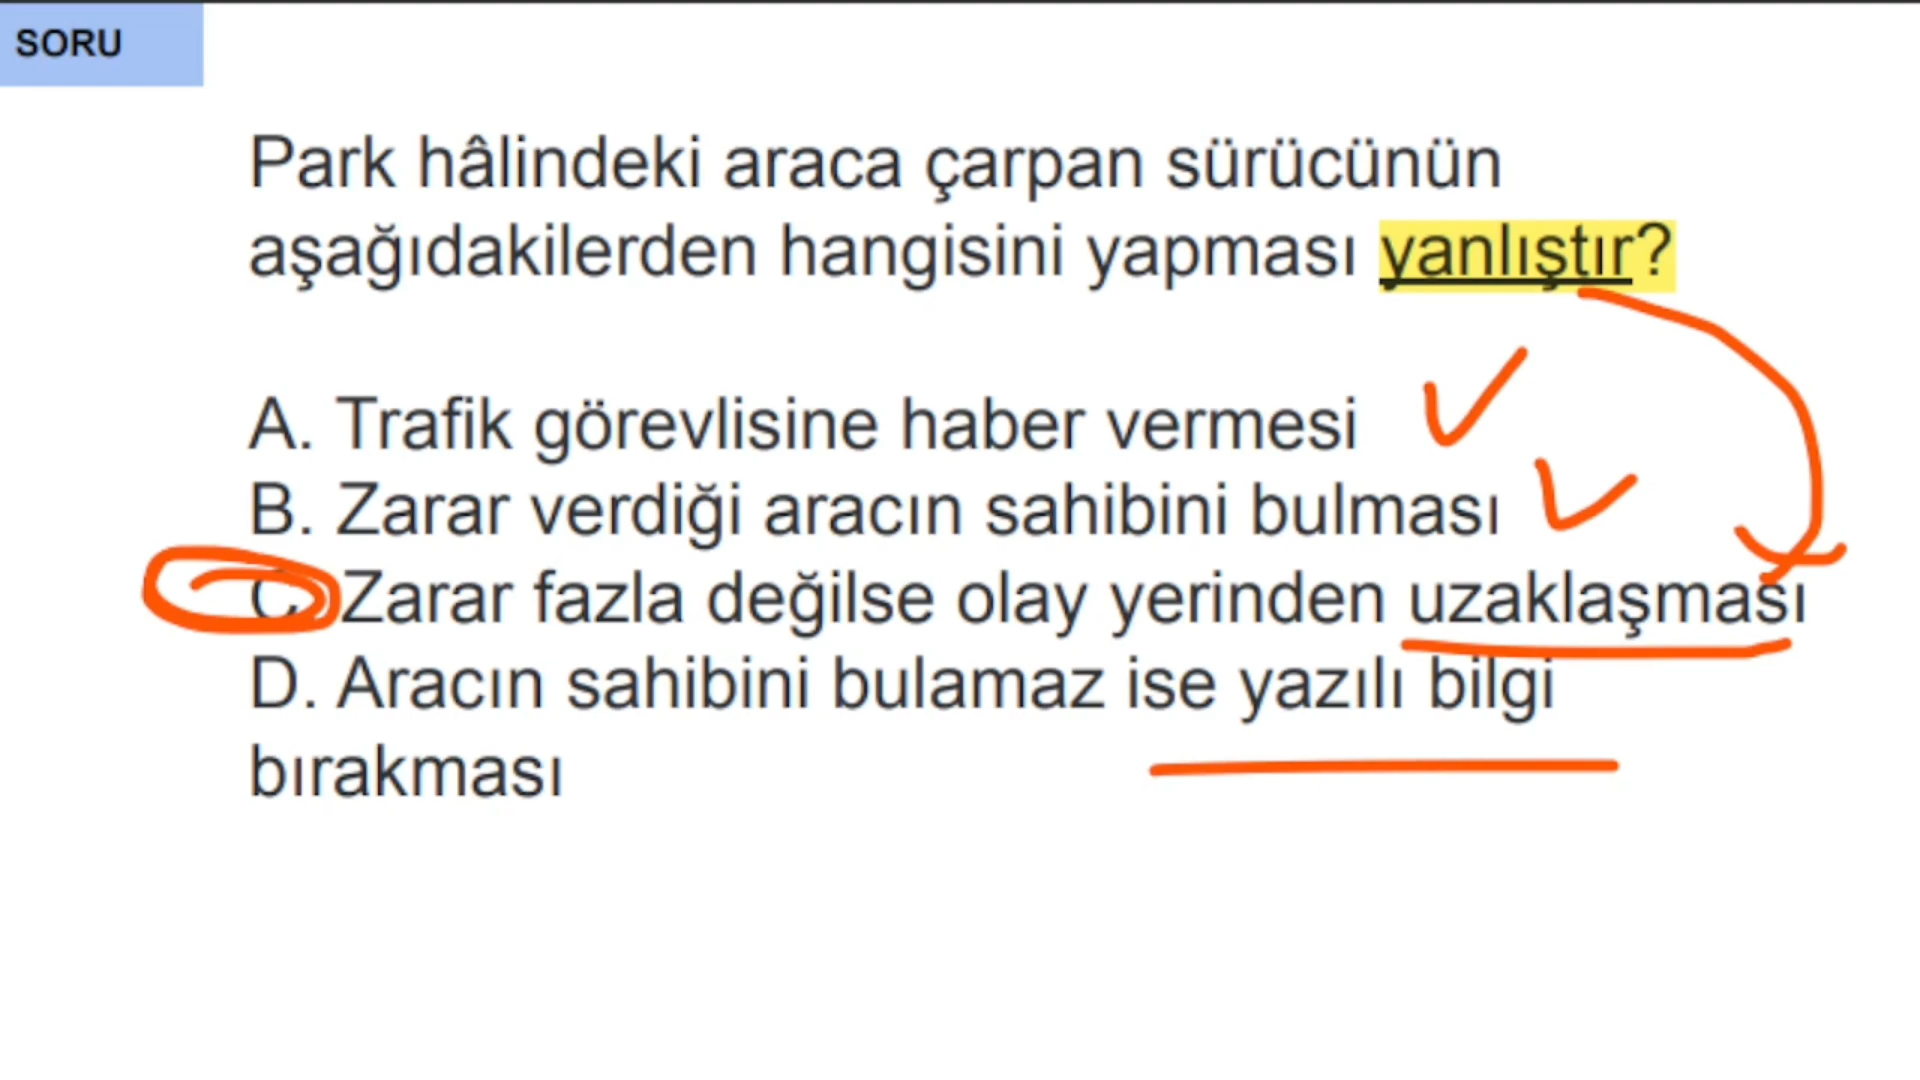 SORU
Park hâlindeki araca çarpan sürücünün
aşağıdakilerden hangisini yapması yanlıştır?
A. Trafik görevlisine haber vermesi
B. Zarar verdiği aracın sahibini bulması
C. Zarar fazla değilse olay yerinden uzaklaşması
D. Aracın sahibini bulamaz ise yazılı bilgi
bırakması